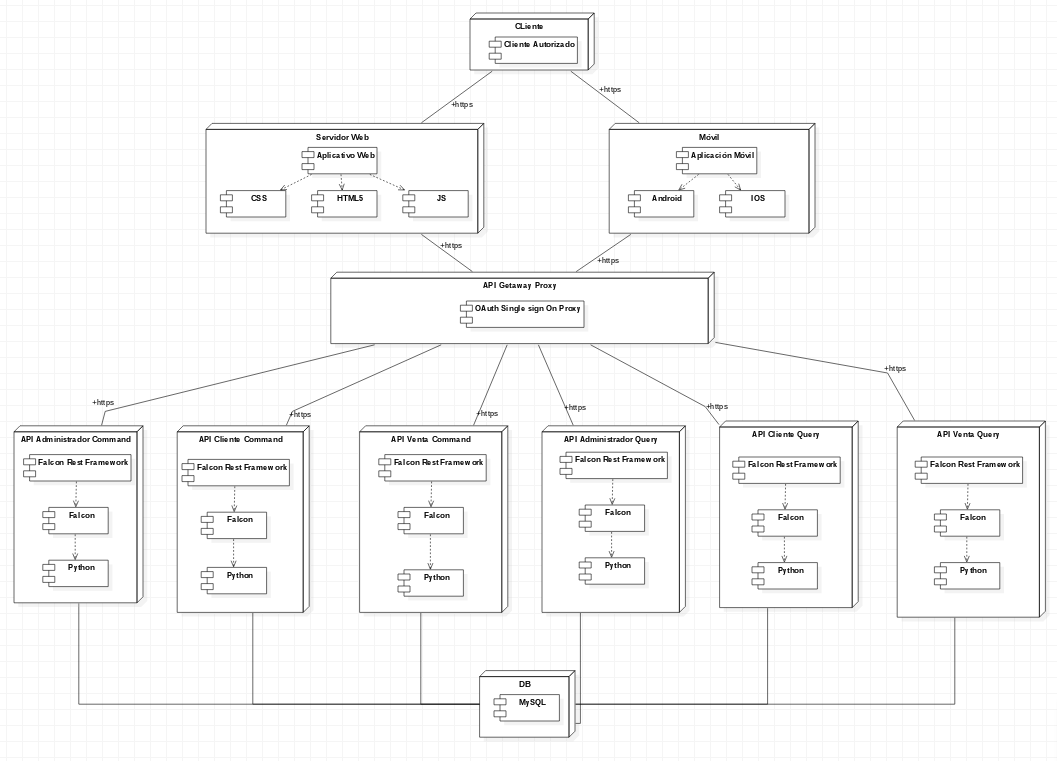 CLiente
Cliente Autorizado
+https
+https
Servidor Web
Aplicativo Web
CSS
HTML5
JS
Móvil
Aplicación Móvil
Android
IOS
+https
+https
API Getaway Proxy
OAuth Single sign On Proxy
+https
+https
+https
+https
+https
+https
API Administrador Command
Falcon Rest Framework
Falcon
Python
API Cliente Command
Falcon Rest Framework
Falcon
Python
API Venta Command
Falcon Rest Framework
Falcon
Python
API Administrador Query
Falcon Rest Framework
Falcon
Python
API Cliente Query
Falcon Rest Framework
Falcon
Python
API Venta Query
Falcon Rest Framework
Falcon
Python
DB
MySQL